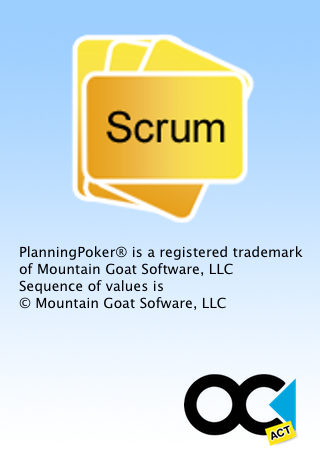 Scrum
PlanningPoker® is a registered trademark
of Mountain Goat Software, LLC
Sequence of values is
© Mountain Goat Sofware, LLC
OC
ACT